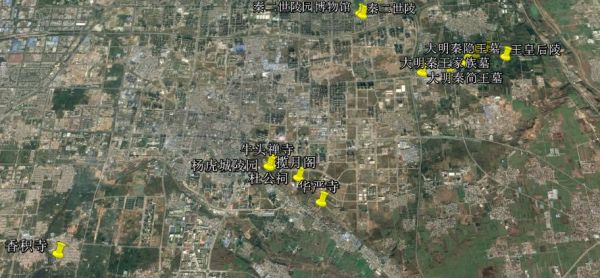 秦二世陵园博物馆
秦二世陵
大明秦隐王墓
王皇后陵
大明秦王家族墓
大明秦简王墓
牛头禅寺
揽月阁
杨虎城陵园
杜公祠
华严寺
香积寺